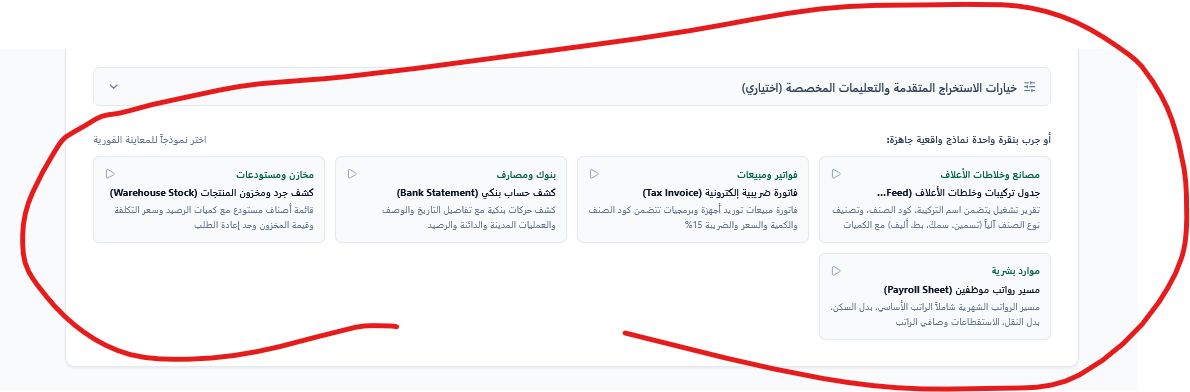 خيارات الاستخراج المتقدمة والتعليمات المخصصة (اختياري)
أو جرب بنقرة واحدة نماذج واقعية جاهزة:
اختر نموذجاً للمعاينة الفورية
مصانع وخلاطات الأعلاف
جدول تركيبات وخلطات الأعلاف (Feed...
تقرير تشغيل يتضمن اسم التركيبة، كود الصنف، وتصنيف
نوع الصنف آلياً (تسمين، سمك، بط، أليف) مع الكميات
فواتير ومبيعات
فاتورة ضريبية إلكترونية (Tax Invoice)
فاتورة مبيعات توريد أجهزة وبرمجيات تتضمن كود الصنف
والكمية والسعر والضريبة 15%
بنوك ومصارف
كشف حساب بنكي (Bank Statement)
كشف حركات بنكية مع تفاصيل التاريخ والوصف
والعمليات المدينة والدائنة والرصيد
مخازن ومستودعات
كشف جرد ومخزون المنتجات (Warehouse Stock)
قائمة أصناف مستودع مع كميات الرصيد وسعر التكلفة
وقيمة المخزون وحد إعادة الطلب
موارد بشرية
مسير رواتب موظفين (Payroll Sheet)
مسير الرواتب الشهرية شاملاً الراتب الأساسي، بدل السكن،
بدل النقل، الاستقطاعات وصافي الراتب